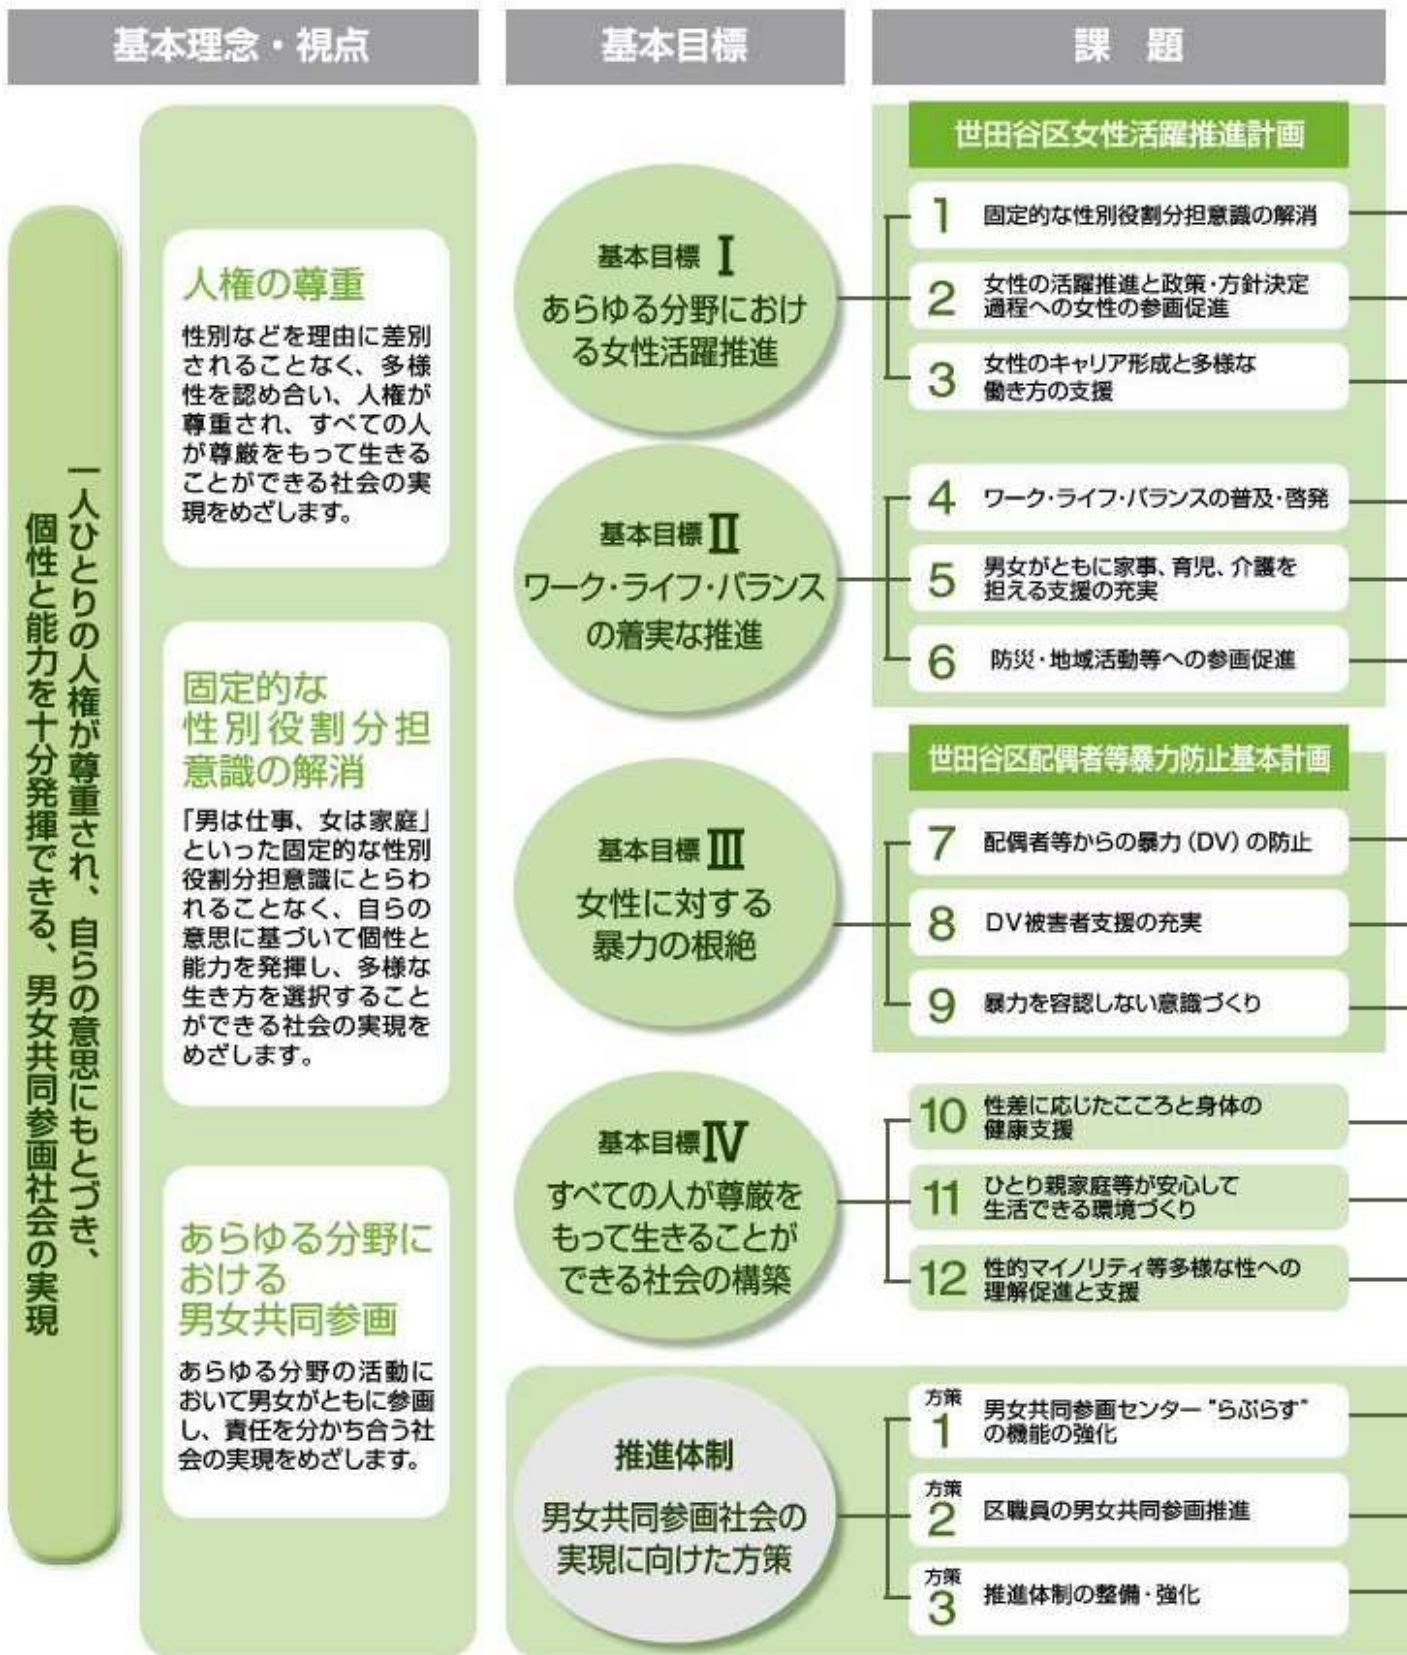 基本理念・視点
一人ひとりの人権が尊重され、自らの意思にもとづき、
個性と能力を十分発揮できる、男女共同参画社会の実現
人権の尊重
性別などを理由に差別
されることなく、多様
性を認め合い、人権が
尊重され、すべての人
が尊厳をもって生きる
ことができる社会の実
現をめざします。
固定的な
性別役割分担
意識の解消
「男は仕事、女は家庭」
といった固定的な性別
役割分担意識にとらわ
れることなく、自らの
意思に基づいて個性と
能力を発揮し、多様な
生き方を選択すること
ができる社会の実現を
めざします。
あらゆる分野に
おける
男女共同参画
あらゆる分野の活動に
おいて男女がともに参画
し、責任を分かち合う社
会の実現をめざします。
基本目標
基本目標 Ⅰ
あらゆる分野におけ
る女性活躍推進
基本目標 Ⅱ
ワーク・ライフ・バランス
の着実な推進
基本目標 Ⅲ
女性に対する
暴力の根絶
基本目標 Ⅳ
すべての人が尊厳を
もって生きることが
できる社会の構築
推進体制
男女共同参画社会の
実現に向けた方策
課 題
世田谷区女性活躍推進計画
1 固定的な性別役割分担意識の解消
2 女性の活躍推進と政策・方針決定
過程への女性の参画促進
3 女性のキャリア形成と多様な
働き方の支援
4 ワーク・ライフ・バランスの普及・啓発
5 男女がともに家事、育児、介護を
担える支援の充実
6 防災・地域活動等への参画促進
世田谷区配偶者等暴力防止基本計画
7 配偶者等からの暴力（DV）の防止
8 DV被害者支援の充実
9 暴力を容認しない意識づくり
10 性差に応じたこころと身体の
健康支援
11 ひとり親家庭等が安心して
生活できる環境づくり
12 性的マイノリティ等多様な性への
理解促進と支援
方策
1 男女共同参画センター“らぷらす”
の機能の強化
方策
2 区職員の男女共同参画推進
方策
3 推進体制の整備・強化